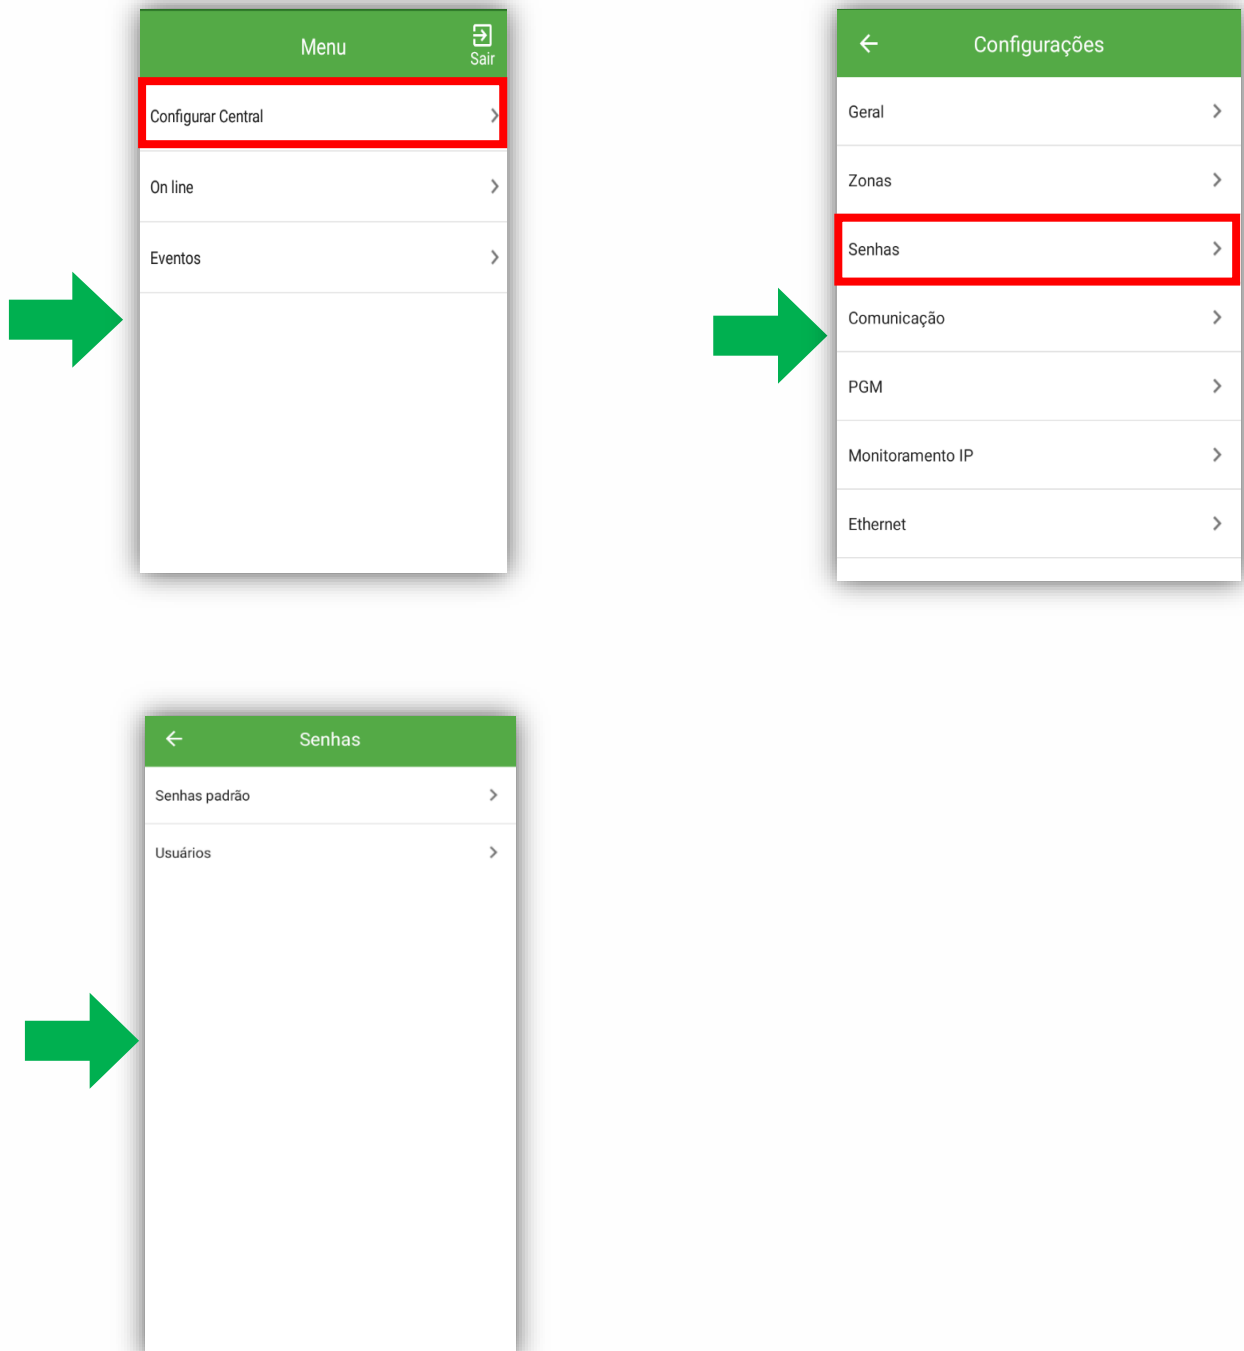 Menu
Sair
Configurar Central
On line
Eventos
Configurações
Geral
Zonas
Senhas
Comunicação
PGM
Monitoramento IP
Ethernet
Senhas
Senhas padrão
Usuários